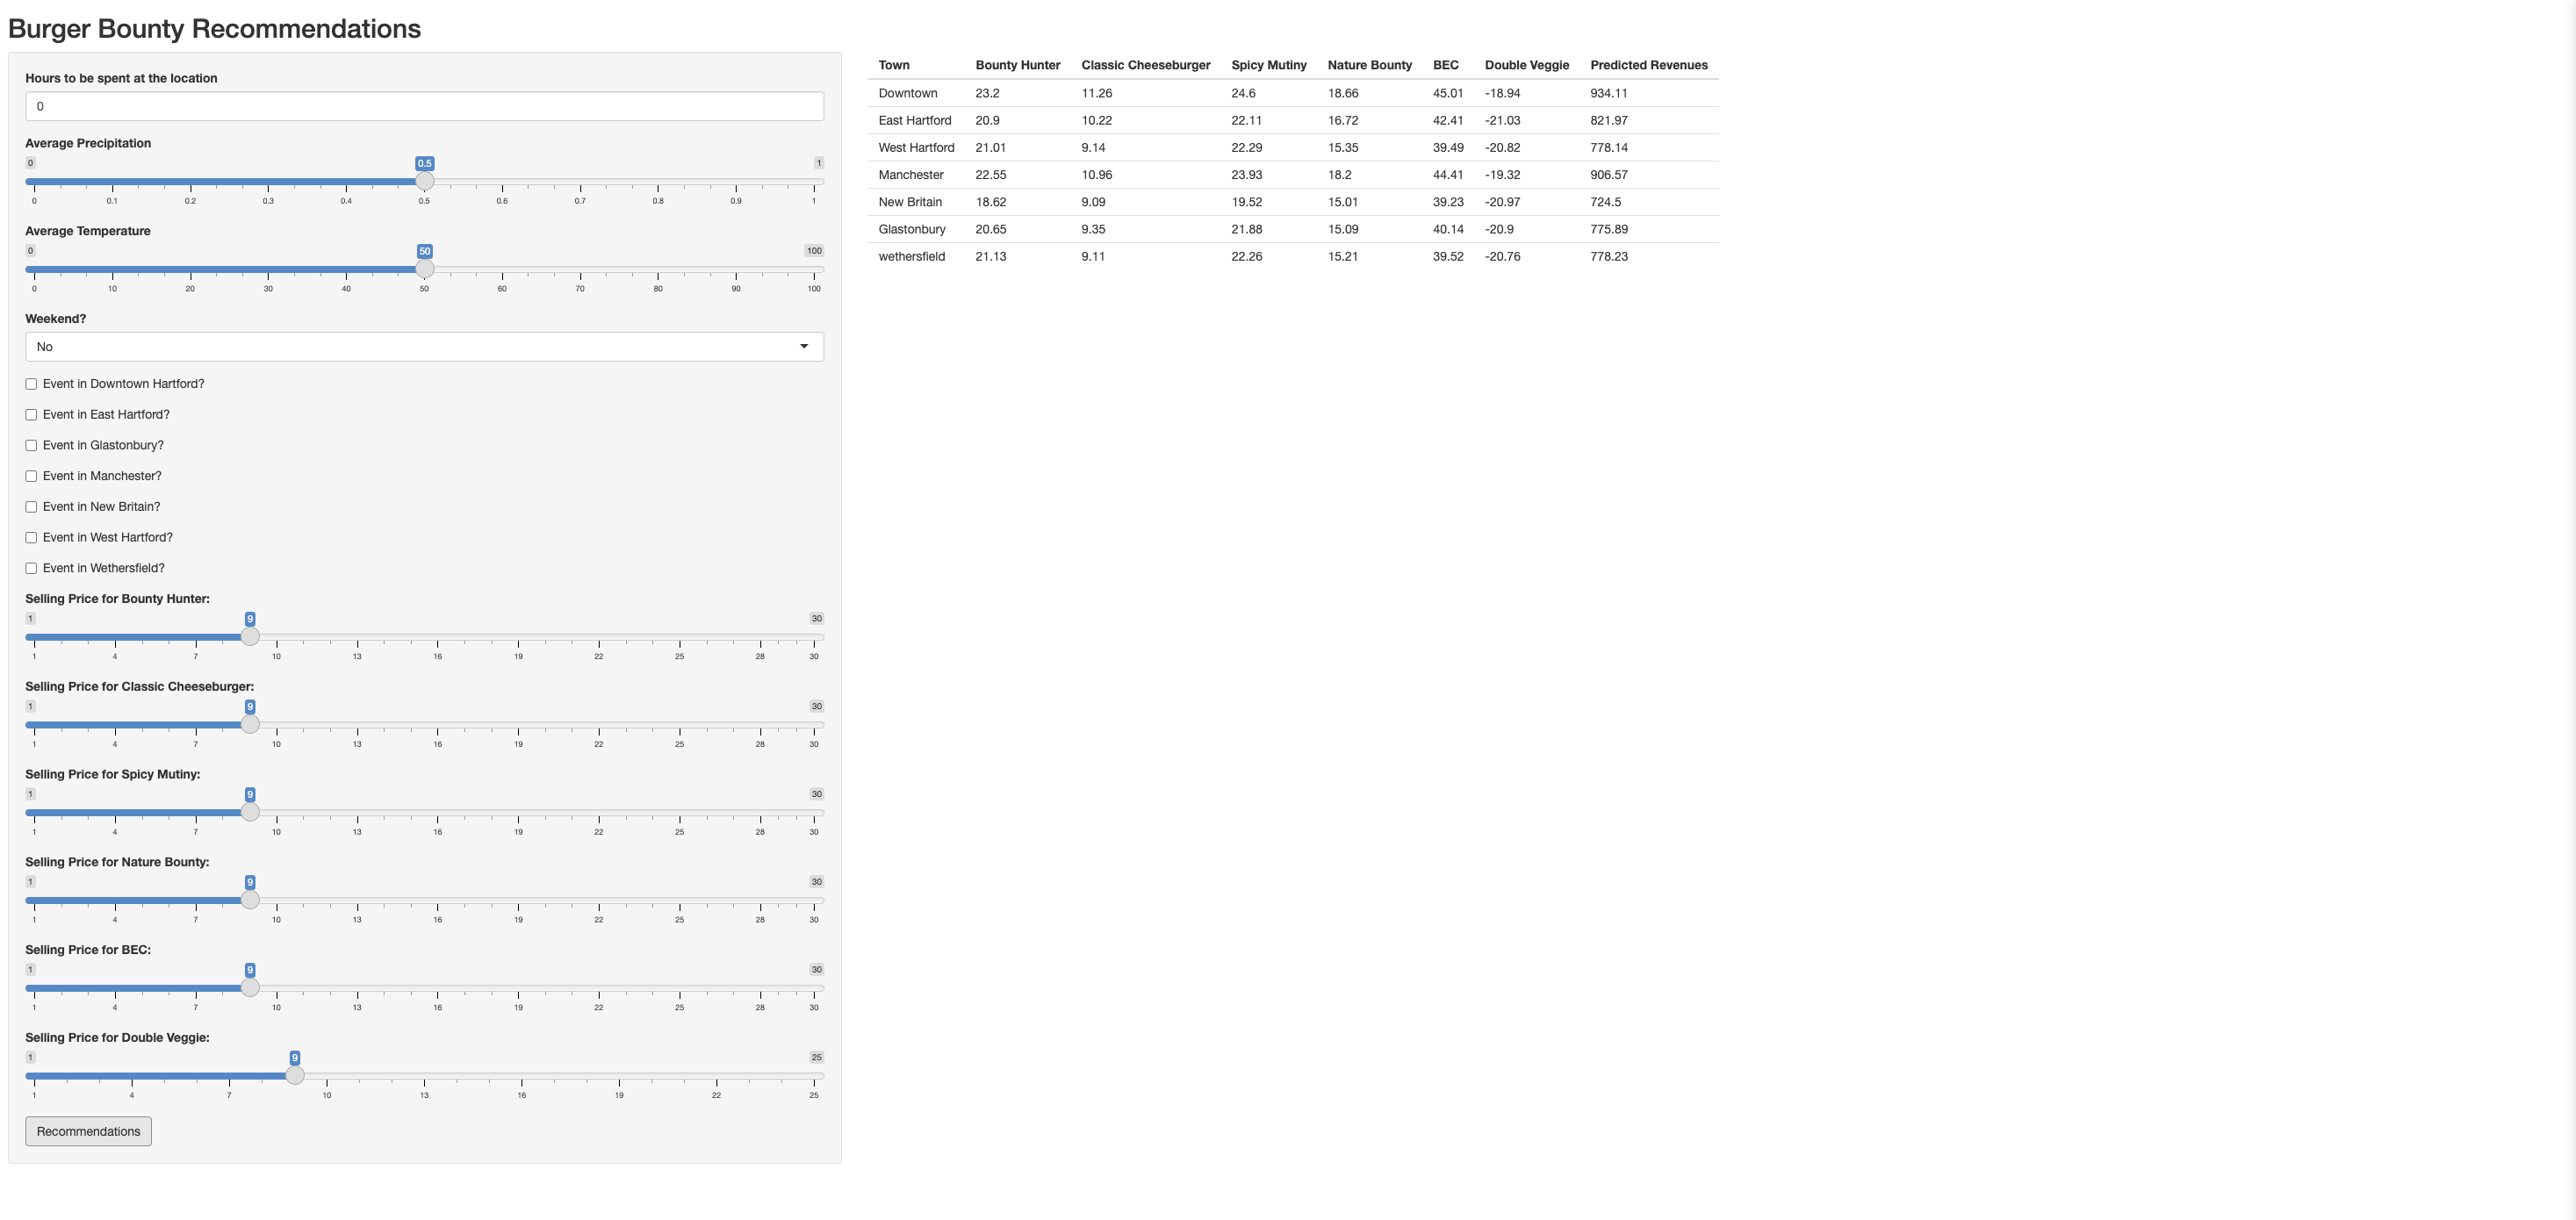 Burger Bounty Recommendations
Hours to be spent at the location
0
Average Precipitation
0 0.5 1
0 0.1 0.2 0.3 0.4 0.5 0.6 0.7 0.8 0.9 1
Average Temperature
0 50 100
0 10 20 30 40 50 60 70 80 90 100
Weekend?
No
Event in Downtown Hartford?
Event in East Hartford?
Event in Glastonbury?
Event in Manchester?
Event in New Britain?
Event in West Hartford?
Event in Wethersfield?
Selling Price for Bounty Hunter:
1 9 30
1 4 7 10 13 16 19 22 25 28 30
Selling Price for Classic Cheeseburger:
1 9 30
1 4 7 10 13 16 19 22 25 28 30
Selling Price for Spicy Mutiny:
1 9 30
1 4 7 10 13 16 19 22 25 28 30
Selling Price for Nature Bounty:
1 9 30
1 4 7 10 13 16 19 22 25 28 30
Selling Price for BEC:
1 9 30
1 4 7 10 13 16 19 22 25 28 30
Selling Price for Double Veggie:
1 9 25
1 4 7 10 13 16 19 22 25
Recommendations
Town Bounty Hunter Classic Cheeseburger Spicy Mutiny Nature Bounty BEC Double Veggie Predicted Revenues
Downtown 23.2 11.26 24.6 18.66 45.01 -18.94 934.11
East Hartford 20.9 10.22 22.11 16.72 42.41 -21.03 821.97
West Hartford 21.01 9.14 22.29 15.35 39.49 -20.82 778.14
Manchester 22.55 10.96 23.93 18.2 44.41 -19.32 906.57
New Britain 18.62 9.09 19.52 15.01 39.23 -20.97 724.5
Glastonbury 20.65 9.35 21.88 15.09 40.14 -20.9 775.89
wethersfield 21.13 9.11 22.26 15.21 39.52 -20.76 778.23